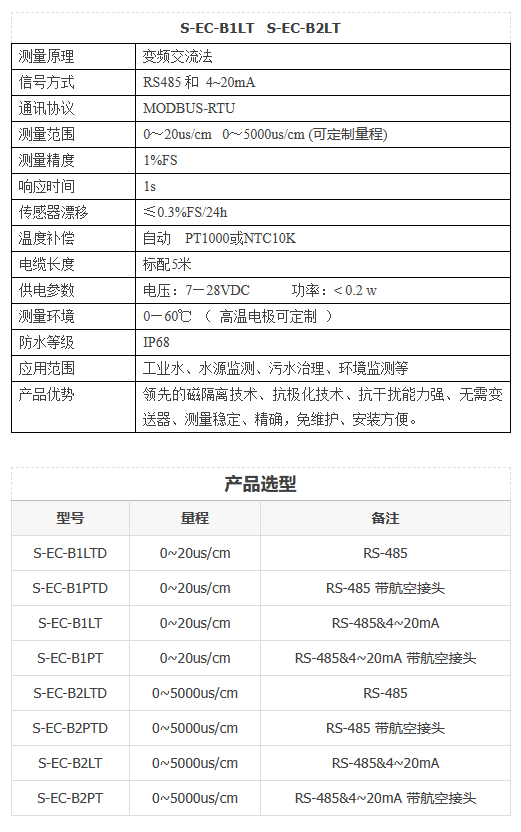 S-EC-B1LT S-EC-B2LT
测量原理 变频交流法
信号方式 RS485 和 4~20mA
通讯协议 MODBUS-RTU
测量范围 0～20us/cm 0～5000us/cm (可定制量程)
测量精度 1%FS
响应时间 1s
传感器漂移 ≤0.3%FS/24h
温度补偿 自动 PT1000或NTC10K
电缆长度 标配5米
供电参数 电压：7－28VDC 功率：< 0.2 w
测量环境 0－60℃ （ 高温电极可定制 ）
防水等级 IP68
应用范围 工业水、水源监测、污水治理、环境监测等
产品优势 领先的磁隔离技术、抗极化技术、抗干扰能力强、无需变
送器、测量稳定、精确，免维护、安装方便。
产品选型
型号 量程 备注
S-EC-B1LTD 0~20us/cm RS-485
S-EC-B1PTD 0~20us/cm RS-485 带航空接头
S-EC-B1LT 0~20us/cm RS-485&4~20mA
S-EC-B1PT 0~20us/cm RS-485&4~20mA 带航空接头
S-EC-B2LTD 0~5000us/cm RS-485
S-EC-B2PTD 0~5000us/cm RS-485 带航空接头
S-EC-B2LT 0~5000us/cm RS-485&4~20mA
S-EC-B2PT 0~5000us/cm RS-485&4~20mA 带航空接头